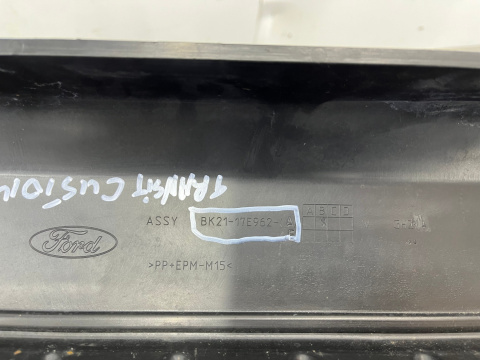 TRANSIT CUSTOM
ASSY BK21-17E962-A
A B C D
Ford
>PP+EPM-M15<